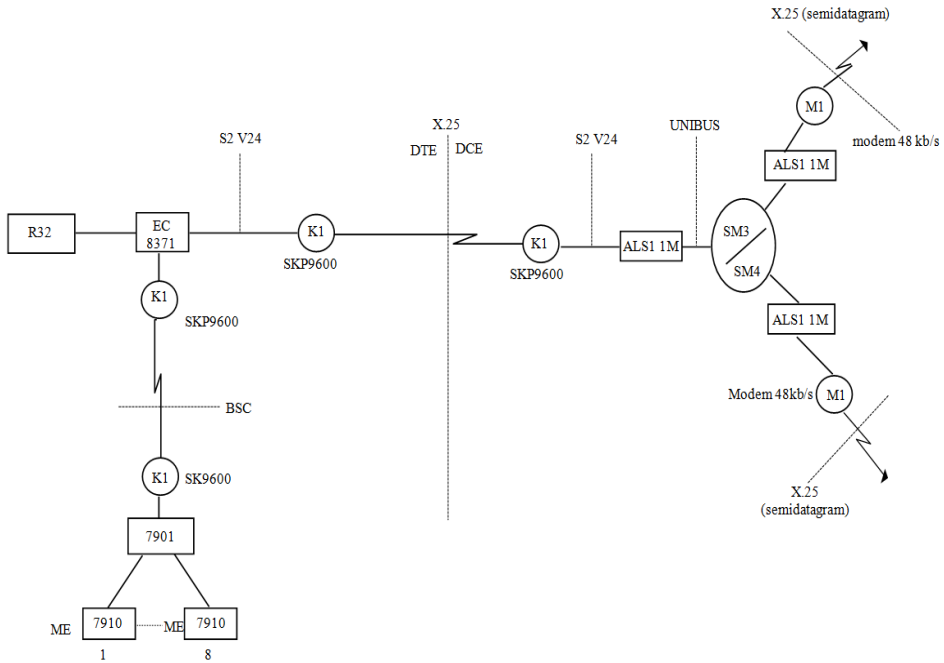 X.25 (semidatagram)
M1
modem 48 kb/s
UNIBUS
X.25
S2 V24
S2 V24
DTE
DCE
ALS1 1M
R32
EC
8371
K1
SKP9600
K1
SKP9600
ALS1 1M
SM3
SM4
K1
SKP9600
ALS1 1M
Modem 48kb/s
M1
BSC
K1
SK9600
X.25
(semidatagram)
7901
ME
7910
ME
7910
1
8